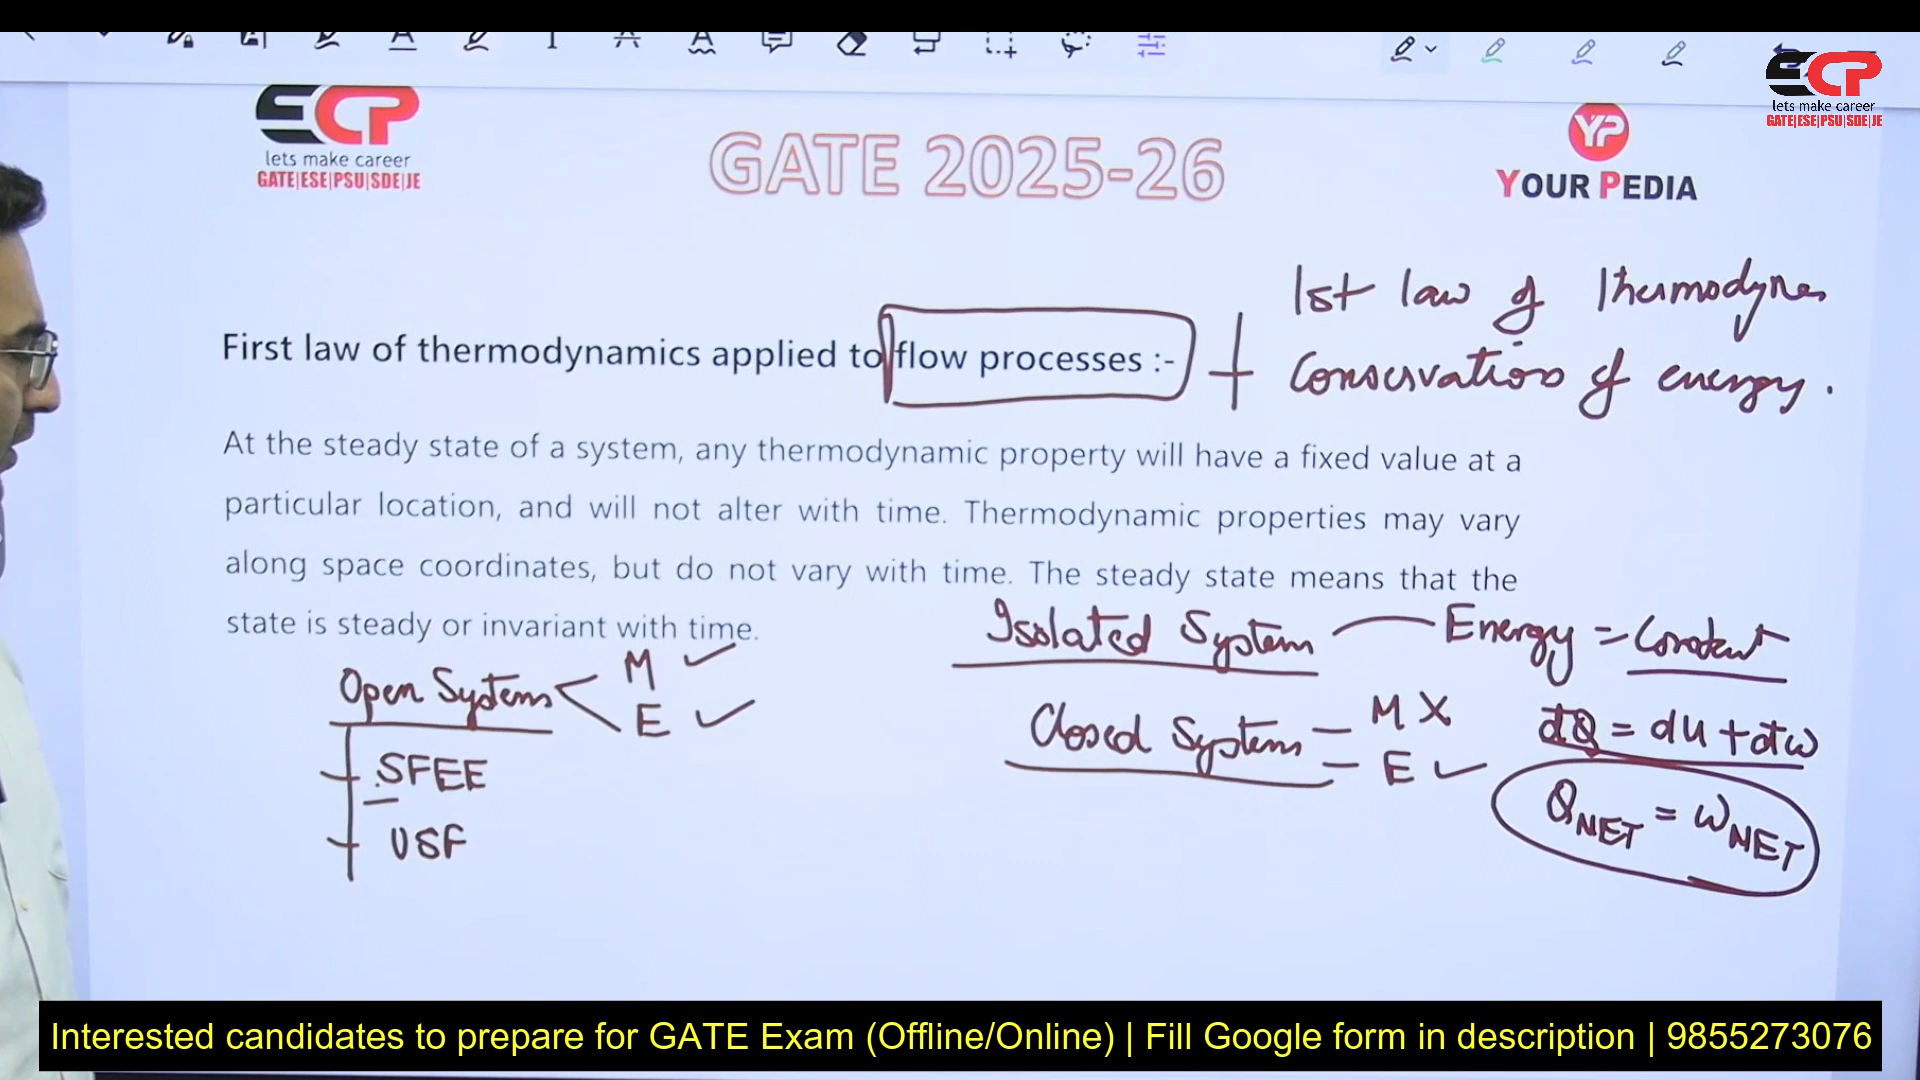 ECP
lets make career
GATE|ESE|PSU|SDE|JE
GATE 2025-26
YP
YOUR PEDIA
ECP
lets make career
GATE|ESE|PSU|SDE|JE
1st law of
First law of thermodynamics applied to flow processes :-
Conservation of energy.
At the steady state of a system, any thermodynamic property will have a fixed value at a
particular location, and will not alter with time. Thermodynamic properties may vary
along space coordinates, but do not vary with time. The steady state means that the
state is steady or invariant with time.
Isolated System Energy = Constant
Open Systems M ✓
E ✓
Closed Systems - M X
- E ✓
dQ = du + dw
SFEE
QNET = WNET
USF
Interested candidates to prepare for GATE Exam (Offline/Online) | Fill Google form in description | 9855273076